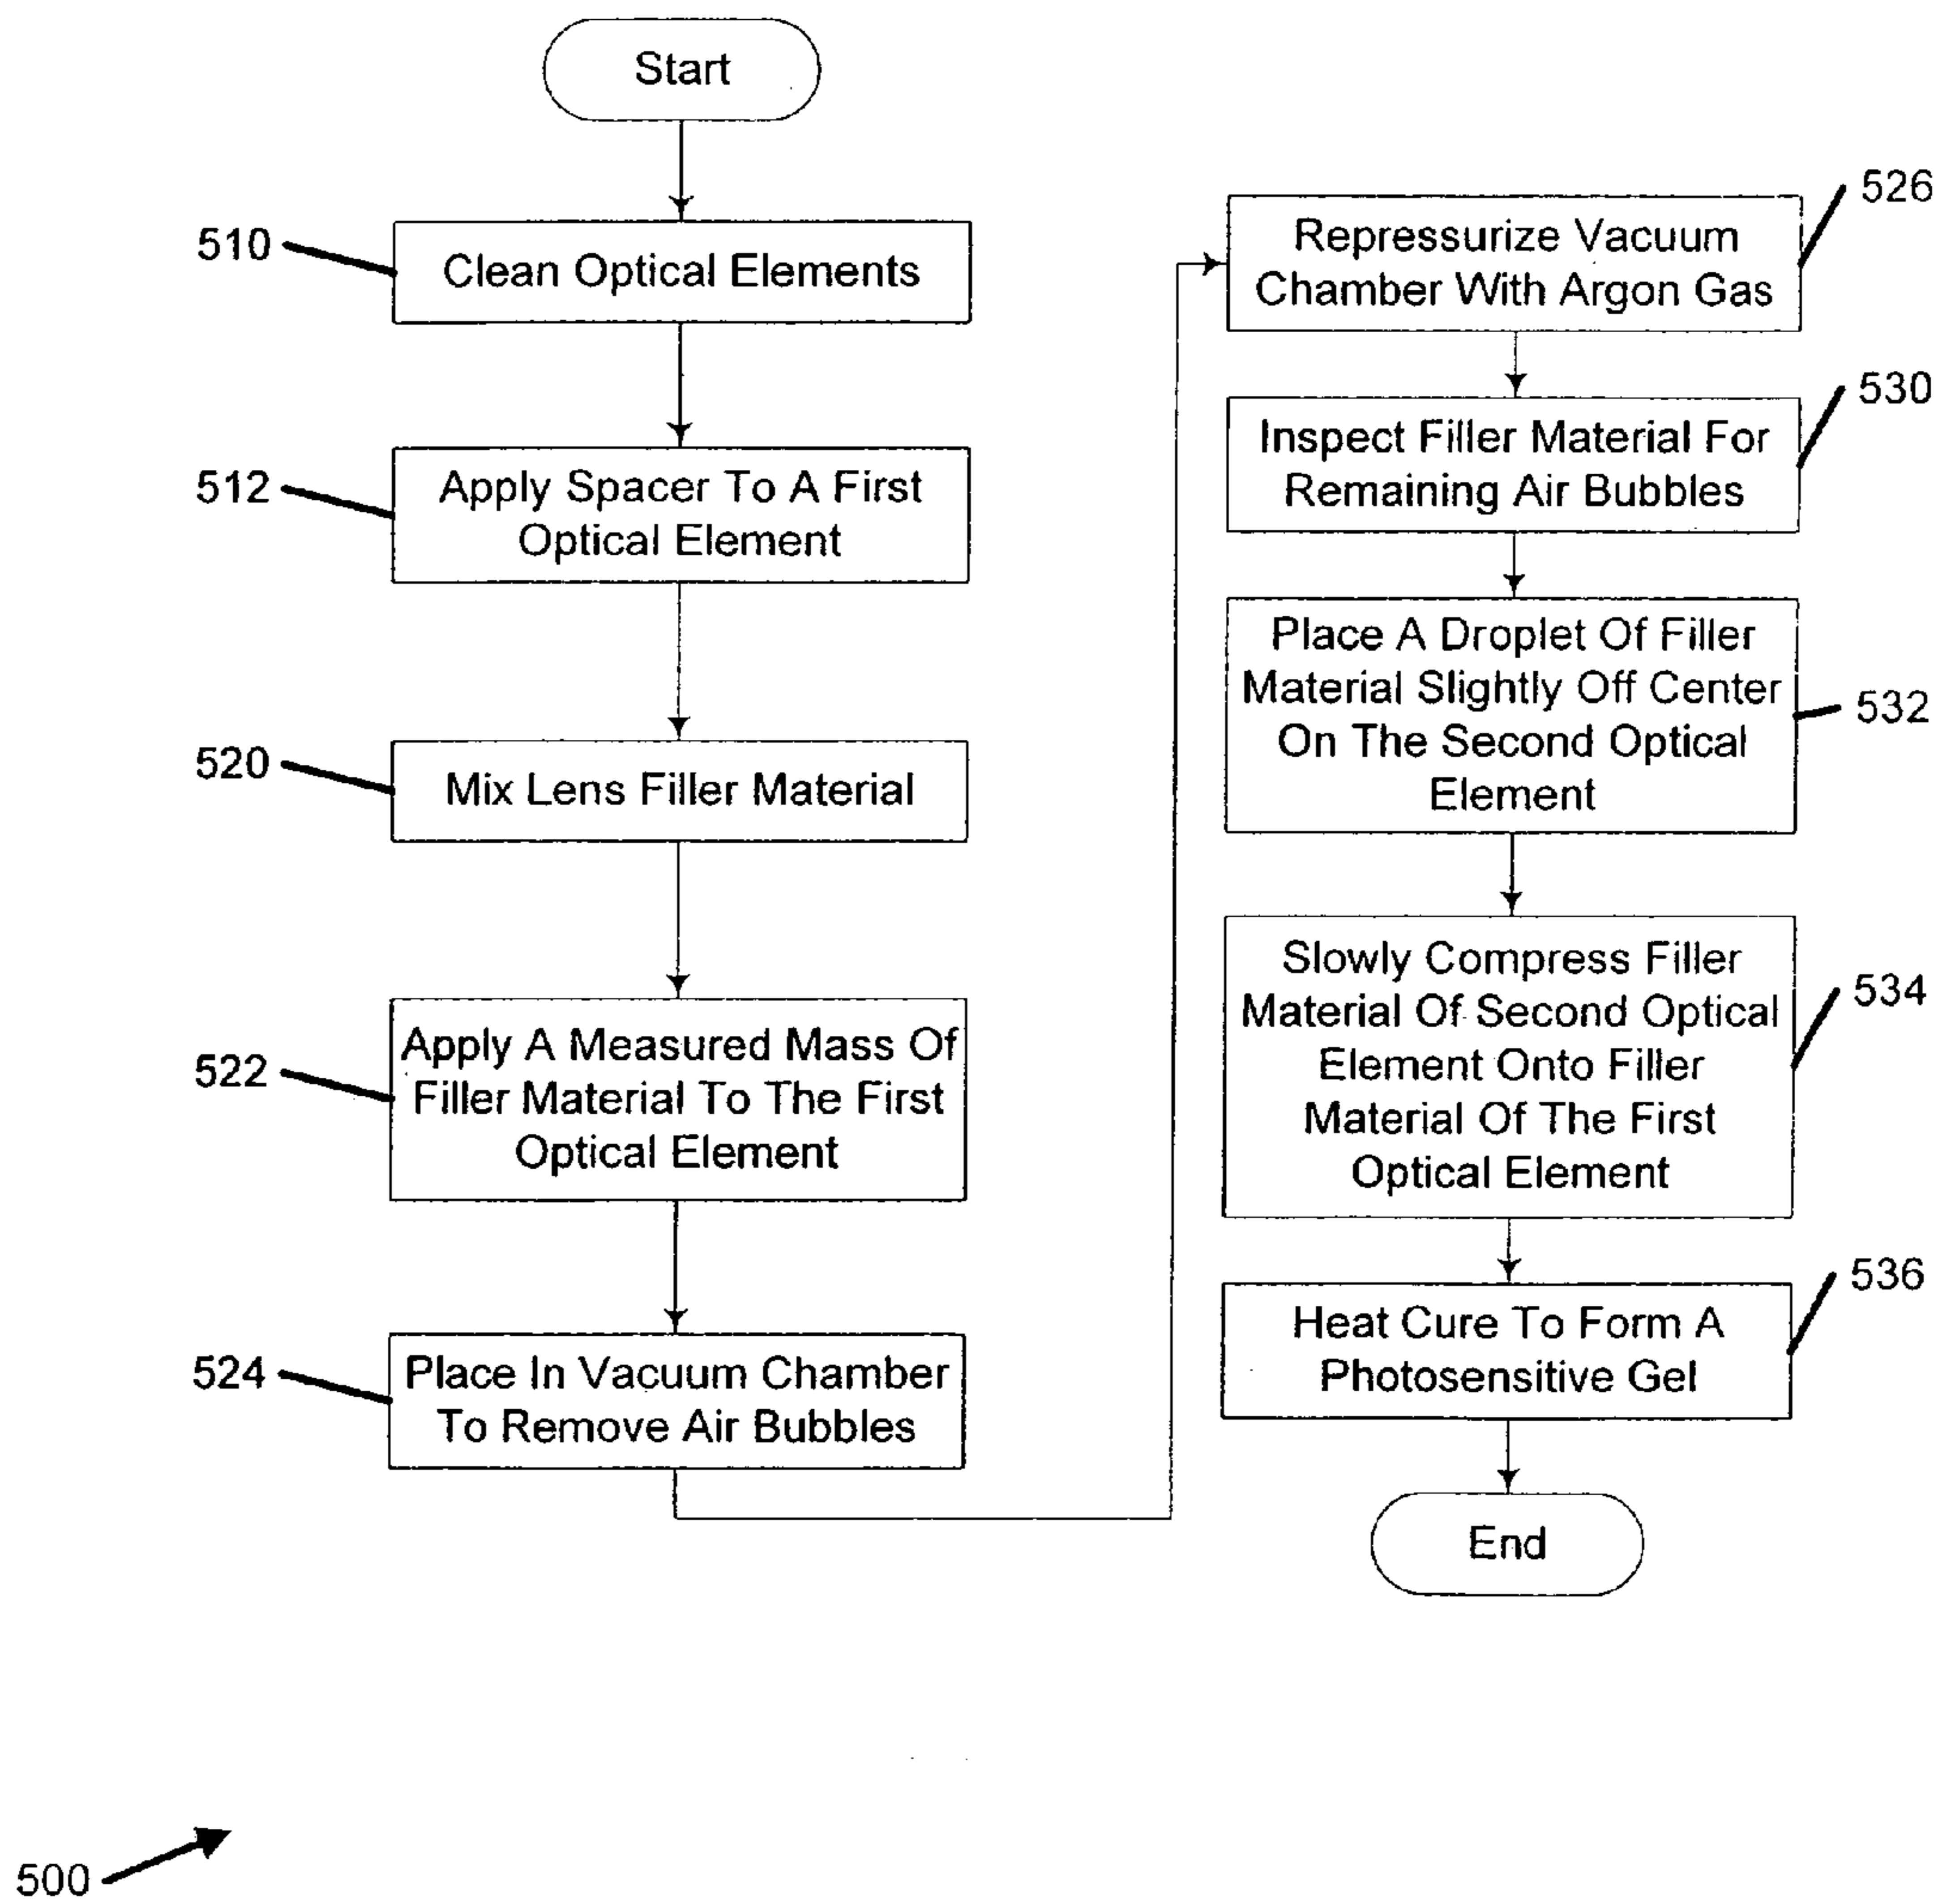 Start
510
Clean Optical Elements
512
Apply Spacer To A First
Optical Element
520
Mix Lens Filler Material
522
Apply A Measured Mass Of
Filler Material To The First
Optical Element
524
Place In Vacuum Chamber
To Remove Air Bubbles
526
Repressurize Vacuum
Chamber With Argon Gas
530
Inspect Filler Material For
Remaining Air Bubbles
532
Place A Droplet Of Filler
Material Slightly Off Center
On The Second Optical
Element
534
Slowly Compress Filler
Material Of Second Optical
Element Onto Filler
Material Of The First
Optical Element
536
Heat Cure To Form A
Photosensitive Gel
End
500